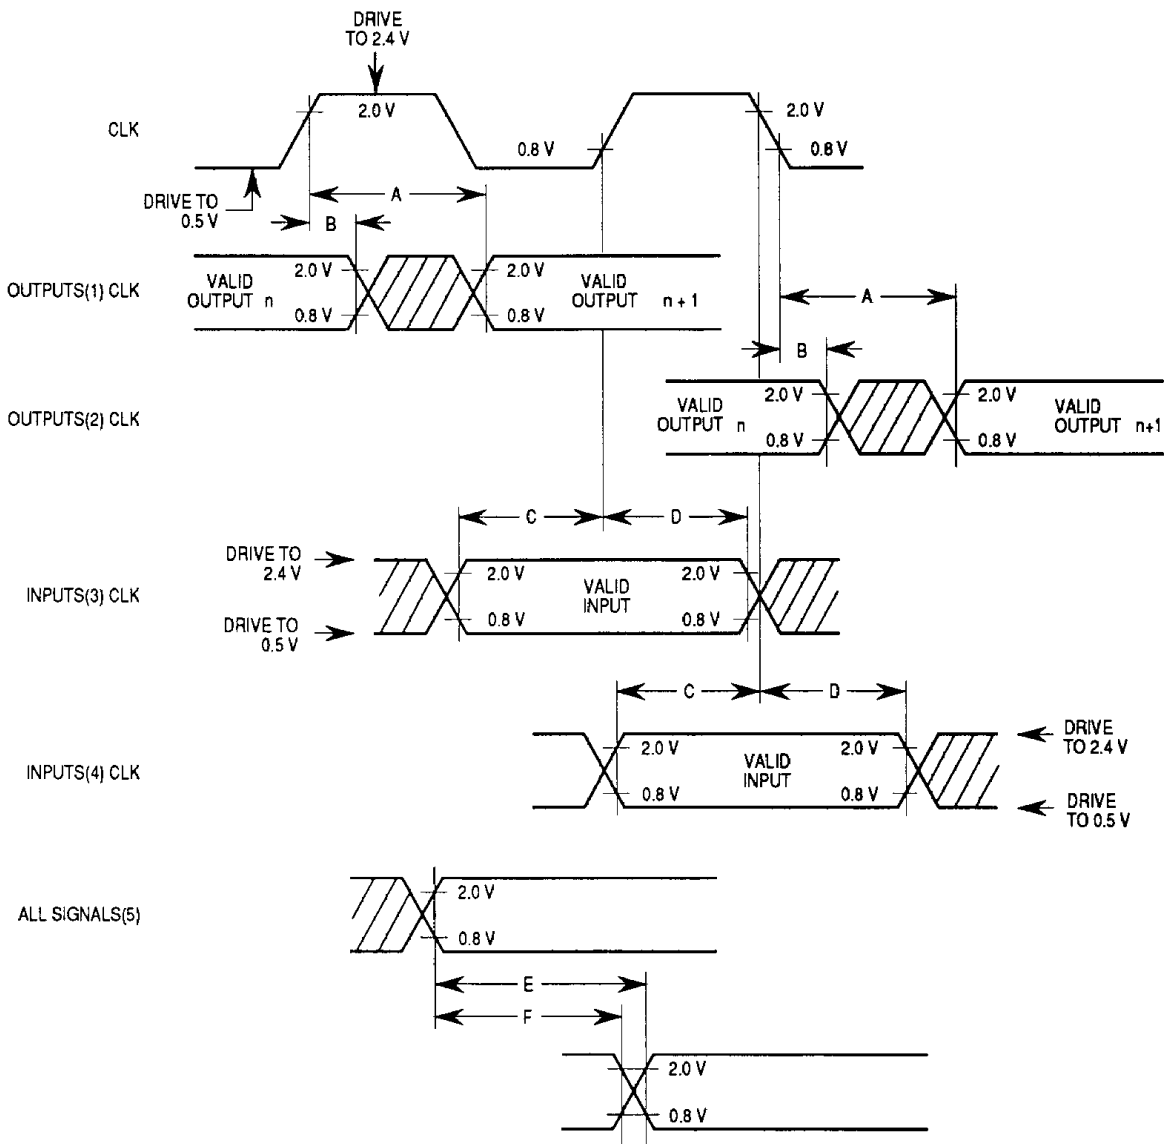 DRIVE
TO 2.4 V
CLK
2.0 V
2.0 V
0.8 V
0.8 V
DRIVE TO
0.5 V
A
B
OUTPUTS(1) CLK
VALID
OUTPUT n
2.0 V
0.8 V
2.0 V
0.8 V
VALID
OUTPUT n + 1
A
B
OUTPUTS(2) CLK
VALID
OUTPUT n
2.0 V
0.8 V
2.0 V
0.8 V
VALID
OUTPUT n+1
C
D
INPUTS(3) CLK
DRIVE TO
2.4 V
DRIVE TO
0.5 V
2.0 V
0.8 V
VALID
INPUT
2.0 V
0.8 V
C
D
INPUTS(4) CLK
2.0 V
0.8 V
VALID
INPUT
2.0 V
0.8 V
DRIVE
TO 2.4 V
DRIVE
TO 0.5 V
ALL SIGNALS(5)
2.0 V
0.8 V
E
F
2.0 V
0.8 V